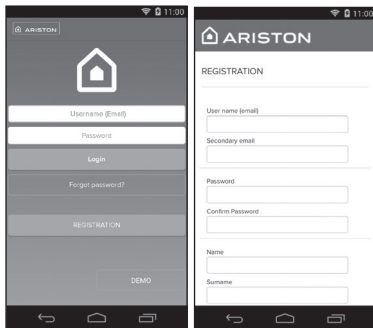 11:00
ARISTON
Username (Email)
Password
Login
Forgot password?
REGISTRATION
DEMO
11:00
ARISTON
REGISTRATION
User name (email)
Secondary email
Password
Confirm Password
Name
Surname